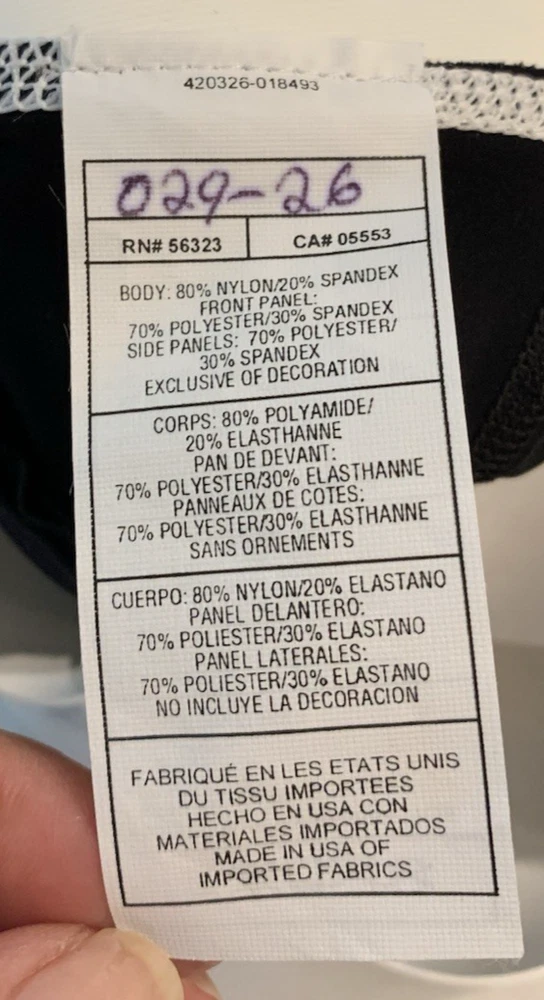 420326-018493
029-26
RN# 56323 CA# 05553
BODY: 80% NYLON/20% SPANDEX
FRONT PANEL:
70% POLYESTER/30% SPANDEX
SIDE PANELS: 70% POLYESTER/
30% SPANDEX
EXCLUSIVE OF DECORATION
CORPS: 80% POLYAMIDE/
20% ELASTHANNE
PAN DE DEVANT:
70% POLYESTER/30% ELASTHANNE
PANNEAUX DE COTES:
70% POLYESTER/30% ELASTHANNE
SANS ORNEMENTS
CUERPO: 80% NYLON/20% ELASTANO
PANEL DELANTERO:
70% POLIESTER/30% ELASTANO
PANEL LATERALES:
70% POLIESTER/30% ELASTANO
NO INCLUYE LA DECORACION
FABRIQUÉ EN LES ETATS UNIS
DU TISSU IMPORTEES
HECHO EN USA CON
MATERIALES IMPORTADOS
MADE IN USA OF
IMPORTED FABRICS